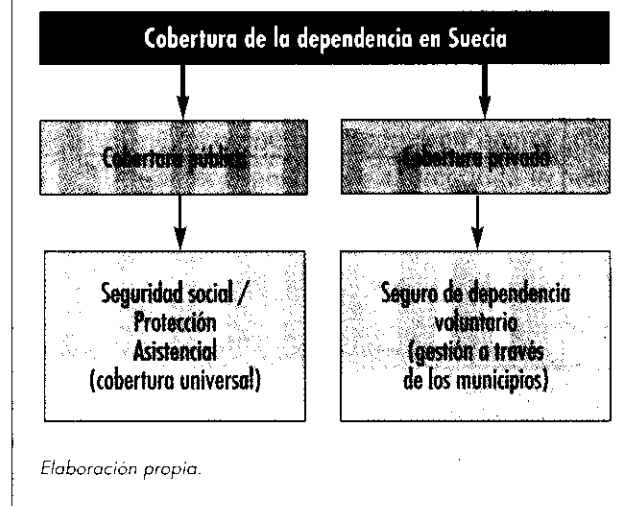 Cobertura de la dependencia en Suecia
Cobertura pública
Cobertura privada
Seguridad social /
Protección
Asistencial
(cobertura universal)
Seguro de dependencia
voluntario
(gestión a través
de los municipios)
Elaboración propia.